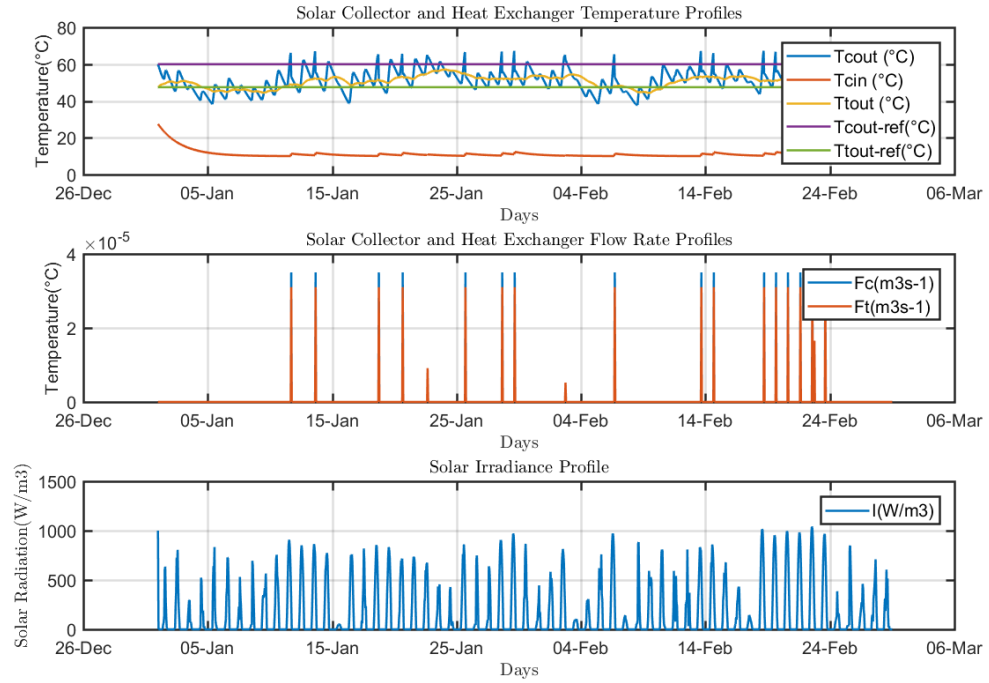 Solar Collector and Heat Exchanger Temperature Profiles
80
60
40
20
0
Temperature(°C)
Tcout (°C)
Tcin (°C)
Ttout (°C)
Tcout-ref(°C)
Ttout-ref(°C)
26-Dec 05-Jan 15-Jan 25-Jan 04-Feb 14-Feb 24-Feb 06-Mar
Days
Solar Collector and Heat Exchanger Flow Rate Profiles
× 10⁻⁵
4
2
0
Temperature(°C)
Fc(m3s-1)
Ft(m3s-1)
26-Dec 05-Jan 15-Jan 25-Jan 04-Feb 14-Feb 24-Feb 06-Mar
Days
Solar Irradiance Profile
1500
1000
500
0
Solar Radiation(W/m3)
I(W/m3)
26-Dec 05-Jan 15-Jan 25-Jan 04-Feb 14-Feb 24-Feb 06-Mar
Days